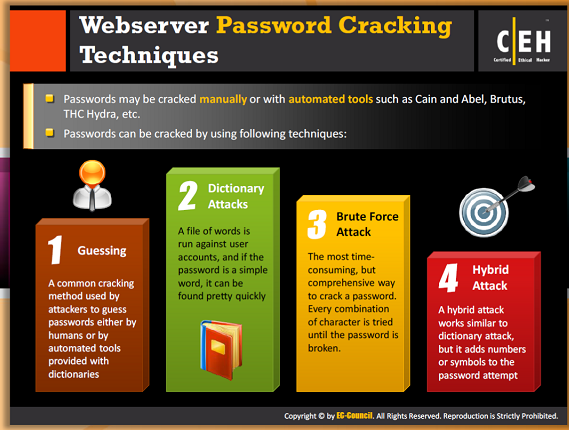 Webserver Password Cracking
Techniques
C|EH
Certified Ethical Hacker
Passwords may be cracked manually or with automated tools such as Cain and Abel, Brutus,
THC Hydra, etc.
Passwords can be cracked by using following techniques:
1 Guessing
A common cracking
method used by
attackers to guess
passwords either by
humans or by
automated tools
provided with
dictionaries
2 Dictionary
Attacks
A file of words is
run against user
accounts, and if the
password is a simple
word, it can be
found pretty quickly
3 Brute Force
Attack
The most time-
consuming, but
comprehensive way
to crack a password.
Every combination
of character is tried
until the password is
broken.
4 Hybrid
Attack
A hybrid attack
works similar to
dictionary attack,
but it adds numbers
or symbols to the
password attempt
Copyright © by EC-Council. All Rights Reserved. Reproduction is Strictly Prohibited.